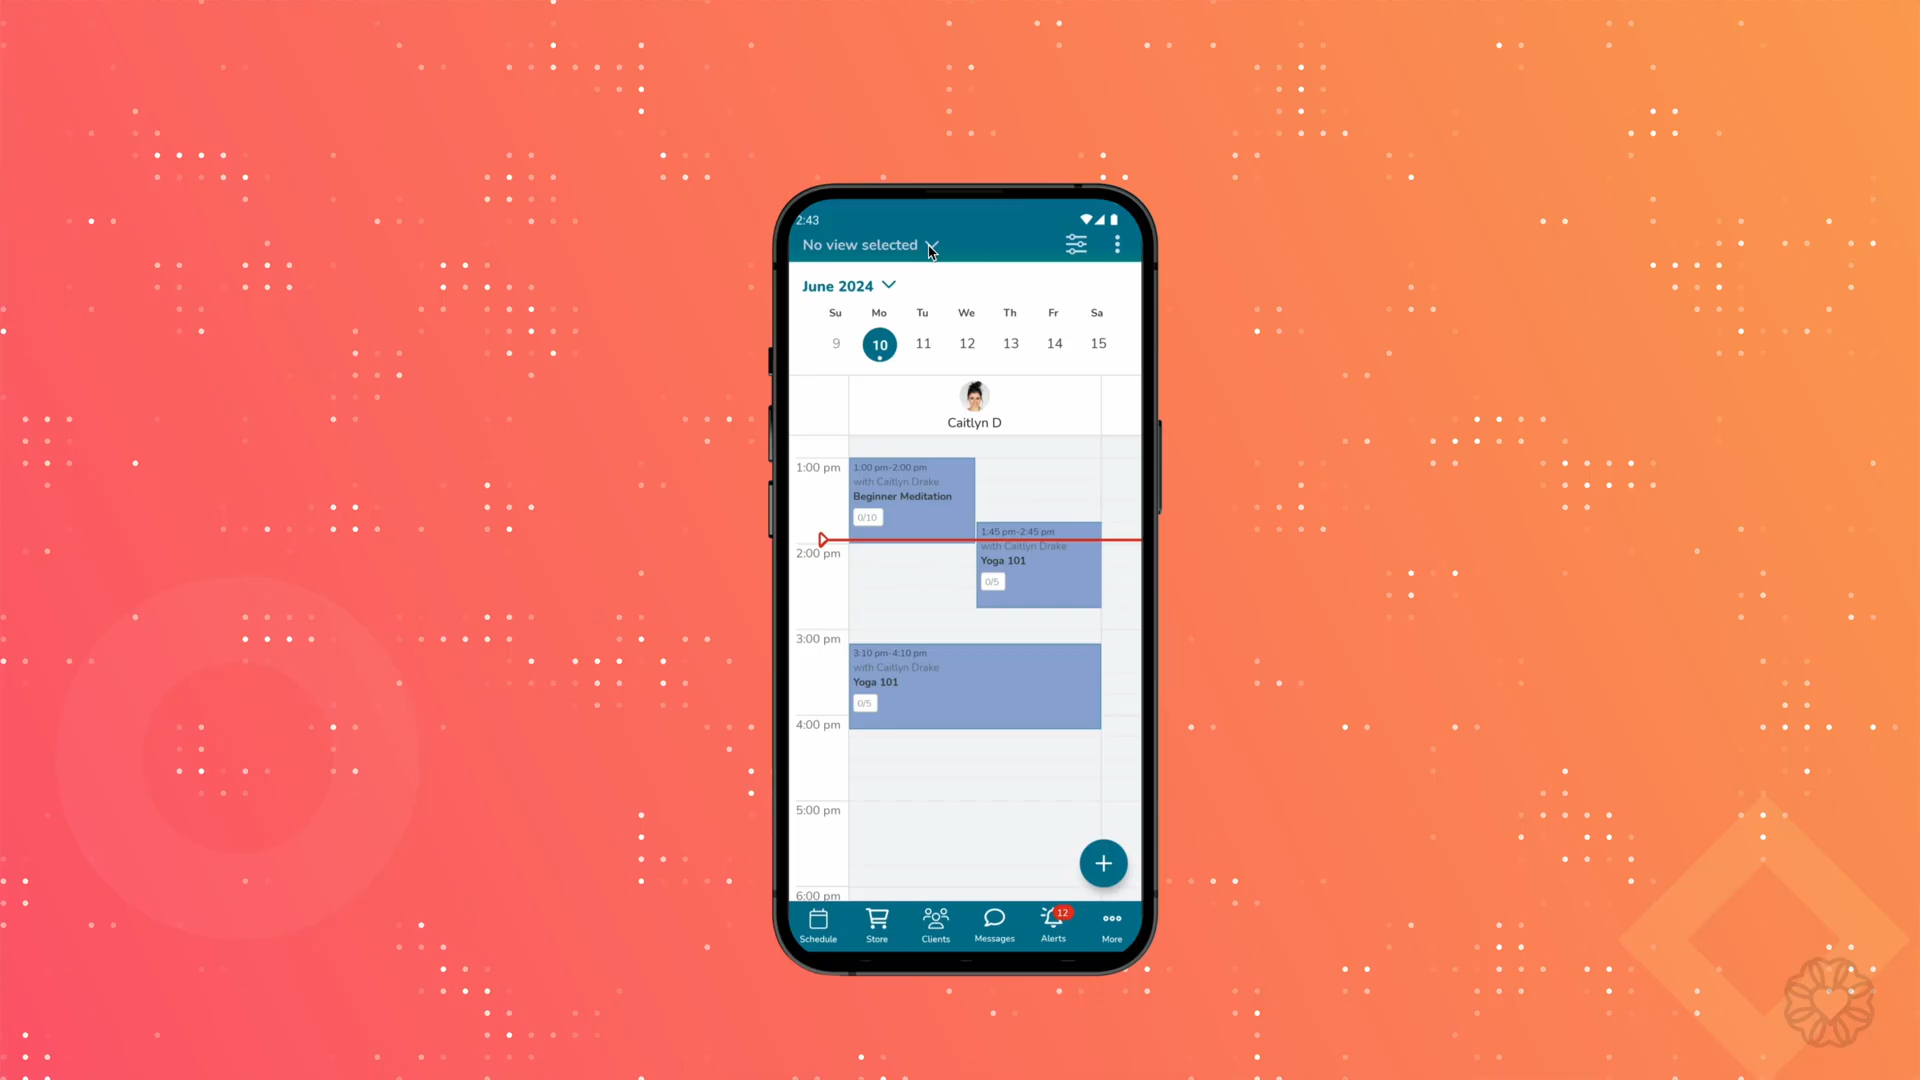 2:43
No view selected
June 2024
Su Mo Tu We Th Fr Sa
9 10 11 12 13 14 15
Caitlyn D
1:00 pm
1:00 pm-2:00 pm
with Caitlyn Drake
Beginner Meditation
0/10
1:45 pm-2:45 pm
with Caitlyn Drake
Yoga 101
0/5
2:00 pm
3:00 pm
3:10 pm-4:10 pm
with Caitlyn Drake
Yoga 101
0/5
4:00 pm
5:00 pm
6:00 pm
12
Schedule Store Clients Messages Alerts More